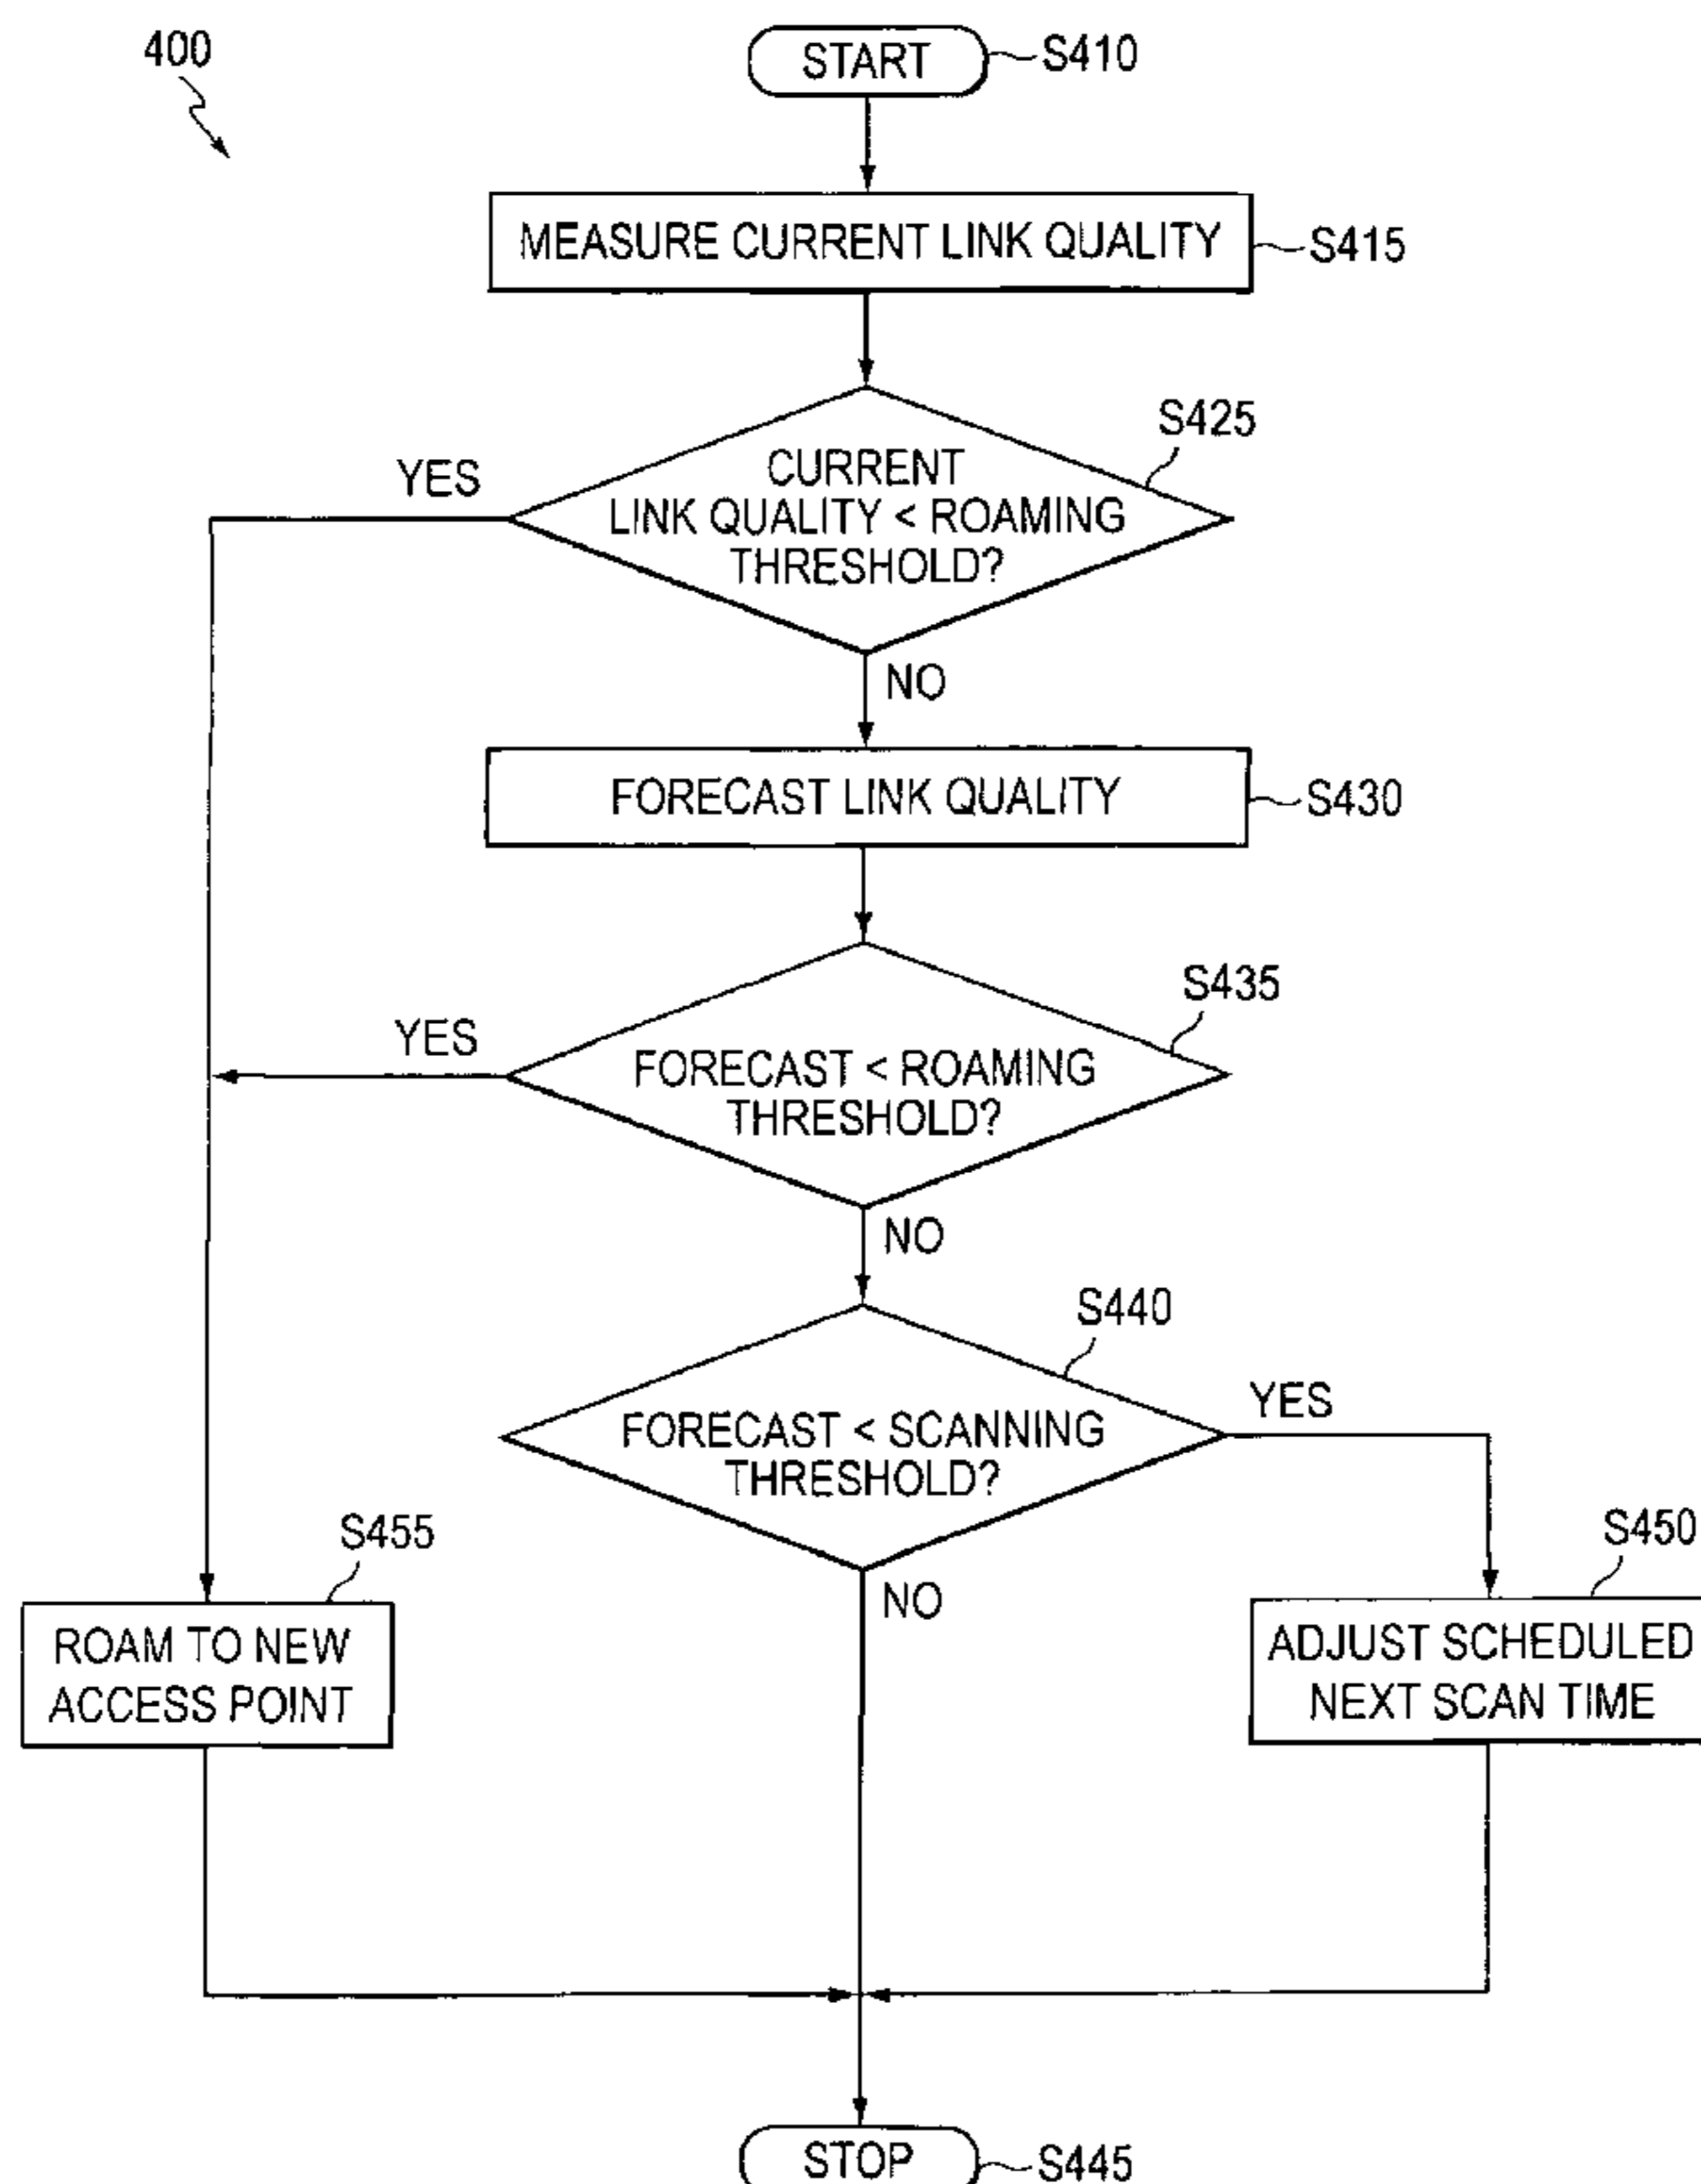 400
START
S410
MEASURE CURRENT LINK QUALITY
S415
S425
CURRENT
LINK QUALITY < ROAMING
THRESHOLD?
YES
NO
FORECAST LINK QUALITY
S430
S435
YES
FORECAST < ROAMING
THRESHOLD?
NO
S440
FORECAST < SCANNING
THRESHOLD?
YES
NO
S455
ROAM TO NEW
ACCESS POINT
S450
ADJUST SCHEDULED
NEXT SCAN TIME
STOP
S445